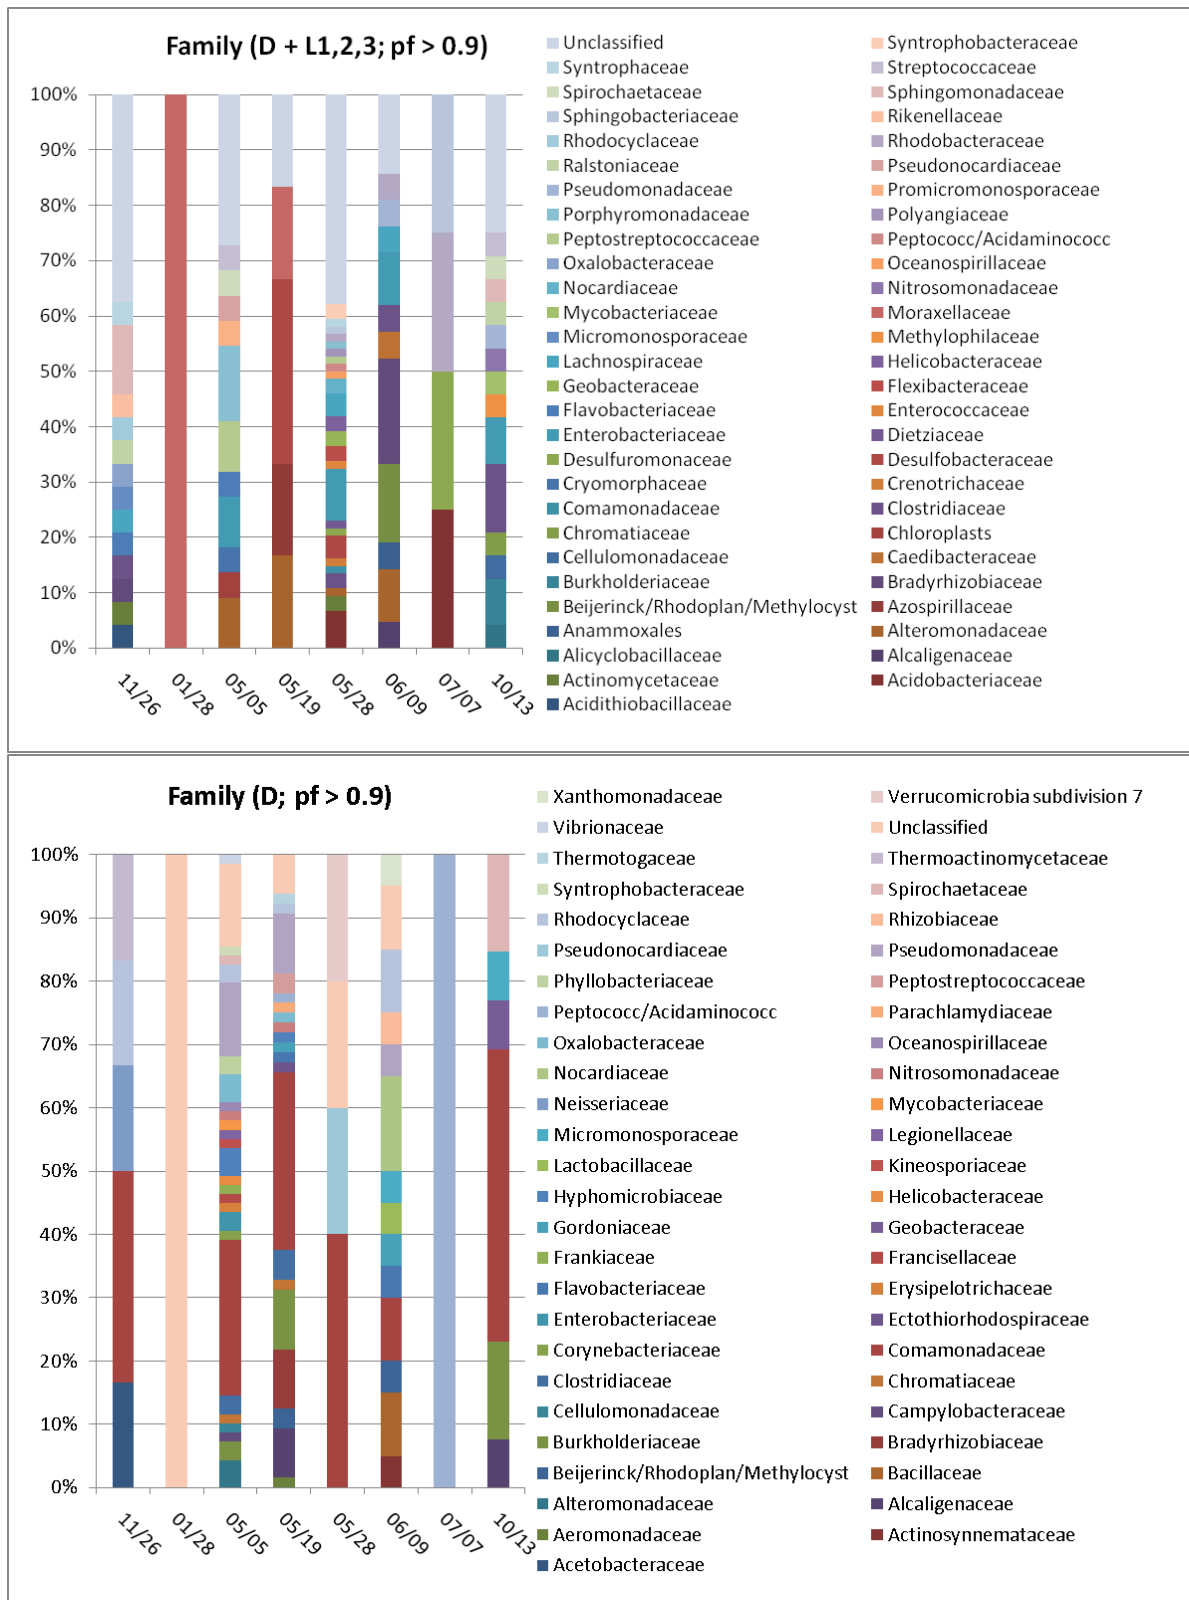 Family (D + L1,2,3; pf > 0.9)
100%
90%
80%
70%
60%
50%
40%
30%
20%
10%
0%
11/26 01/28 05/05 05/19 05/28 06/09 07/07 10/13
Unclassified Syntrophobacteraceae
Syntrophaceae Streptococcaceae
Spirochaetaceae Sphingomonadaceae
Sphingobacteriaceae Rikenellaceae
Rhodocyclaceae Rhodobacteraceae
Ralstoniaceae Pseudonocardiaceae
Pseudomonadaceae Promicromonosporaceae
Porphyromonadaceae Polyangiaceae
Peptostreptococcaceae Peptococc/Acidaminococc
Oxalobacteraceae Oceanospirillaceae
Nocardiaceae Nitrosomonadaceae
Mycobacteriaceae Moraxellaceae
Micromonosporaceae Methylophilaceae
Lachnospiraceae Helicobacteraceae
Geobacteraceae Flexibacteraceae
Flavobacteriaceae Enterococcaceae
Enterobacteriaceae Dietziaceae
Desulfuromonaceae Desulfobacteraceae
Cryomorphaceae Crenotrichaceae
Comamonadaceae Clostridiaceae
Chromatiaceae Chloroplasts
Cellulomonadaceae Caedibacteraceae
Burkholderiaceae Bradyrhizobiaceae
Beijerinck/Rhodoplan/Methylocyst Azospirillaceae
Anammoxales Alteromonadaceae
Alicyclobacillaceae Alcaligenaceae
Actinomycetaceae Acidobacteriaceae
Acidithiobacillaceae
Family (D; pf > 0.9)
100%
90%
80%
70%
60%
50%
40%
30%
20%
10%
0%
11/26 01/28 05/05 05/19 05/28 06/09 07/07 10/13
Xanthomonadaceae Verrucomicrobia subdivision 7
Vibrionaceae Unclassified
Thermotogaceae Thermoactinomycetaceae
Syntrophobacteraceae Spirochaetaceae
Rhodocyclaceae Rhizobiaceae
Pseudonocardiaceae Pseudomonadaceae
Phyllobacteriaceae Peptostreptococcaceae
Peptococc/Acidaminococc Parachlamydiaceae
Oxalobacteraceae Oceanospirillaceae
Nocardiaceae Nitrosomonadaceae
Neisseriaceae Mycobacteriaceae
Micromonosporaceae Legionellaceae
Lactobacillaceae Kineosporiaceae
Hyphomicrobiaceae Helicobacteraceae
Gordoniaceae Geobacteraceae
Frankiaceae Francisellaceae
Flavobacteriaceae Erysipelotrichaceae
Enterobacteriaceae Ectothiorhodospiraceae
Corynebacteriaceae Comamonadaceae
Clostridiaceae Chromatiaceae
Cellulomonadaceae Campylobacteraceae
Burkholderiaceae Bradyrhizobiaceae
Beijerinck/Rhodoplan/Methylocyst Bacillaceae
Alteromonadaceae Alcaligenaceae
Aeromonadaceae Actinosynnemataceae
Acetobacteraceae